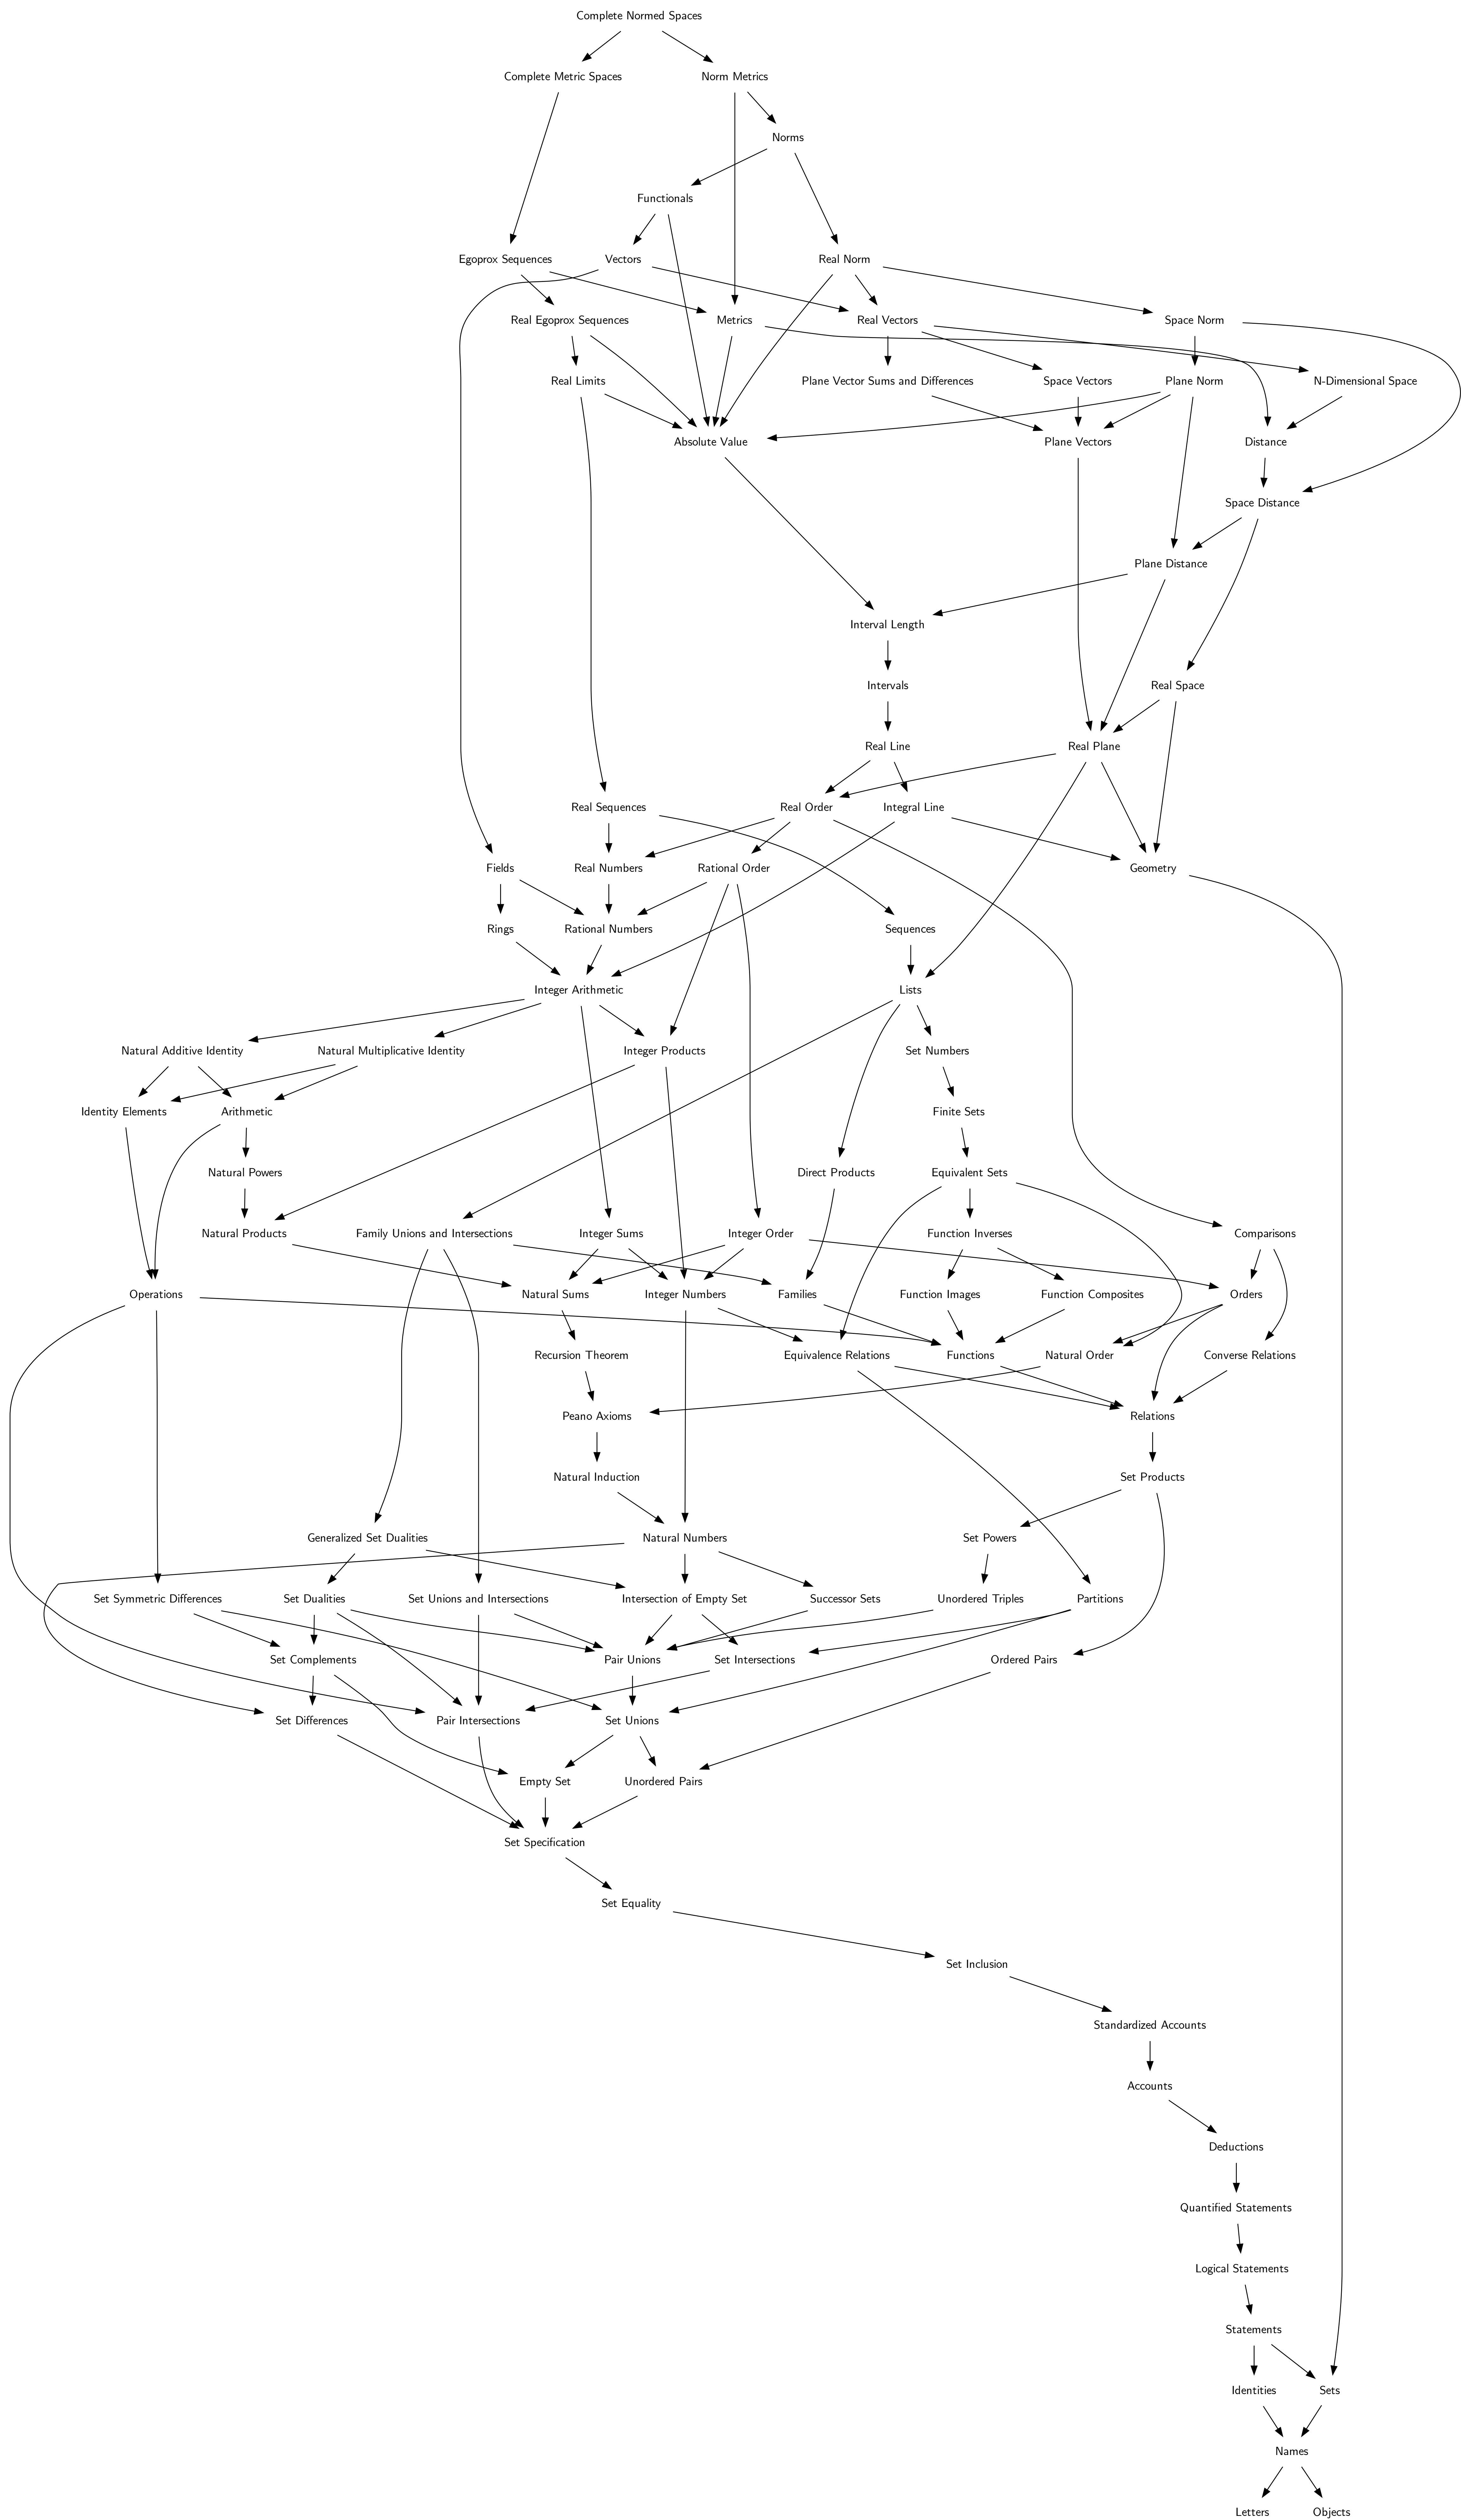 Complete Normed Spaces
Complete Metric Spaces
Norm Metrics
Norms
Functionals
Egoprox Sequences
Vectors
Real Norm
Real Egoprox Sequences
Metrics
Real Vectors
Space Norm
Real Limits
Plane Vector Sums and Differences
Space Vectors
Plane Norm
N-Dimensional Space
Absolute Value
Plane Vectors
Distance
Space Distance
Plane Distance
Interval Length
Intervals
Real Space
Real Line
Real Plane
Real Sequences
Real Order
Integral Line
Fields
Real Numbers
Rational Order
Geometry
Rings
Rational Numbers
Sequences
Integer Arithmetic
Lists
Natural Additive Identity
Natural Multiplicative Identity
Integer Products
Set Numbers
Identity Elements
Arithmetic
Finite Sets
Natural Powers
Direct Products
Equivalent Sets
Natural Products
Family Unions and Intersections
Integer Sums
Integer Order
Function Inverses
Comparisons
Operations
Natural Sums
Integer Numbers
Families
Function Images
Function Composites
Orders
Recursion Theorem
Equivalence Relations
Functions
Natural Order
Converse Relations
Peano Axioms
Relations
Natural Induction
Set Products
Generalized Set Dualities
Natural Numbers
Set Powers
Set Symmetric Differences
Set Dualities
Set Unions and Intersections
Intersection of Empty Set
Successor Sets
Unordered Triples
Partitions
Set Complements
Pair Unions
Set Intersections
Ordered Pairs
Set Differences
Pair Intersections
Set Unions
Empty Set
Unordered Pairs
Set Specification
Set Equality
Set Inclusion
Standardized Accounts
Accounts
Deductions
Quantified Statements
Logical Statements
Statements
Identities
Sets
Names
Letters
Objects